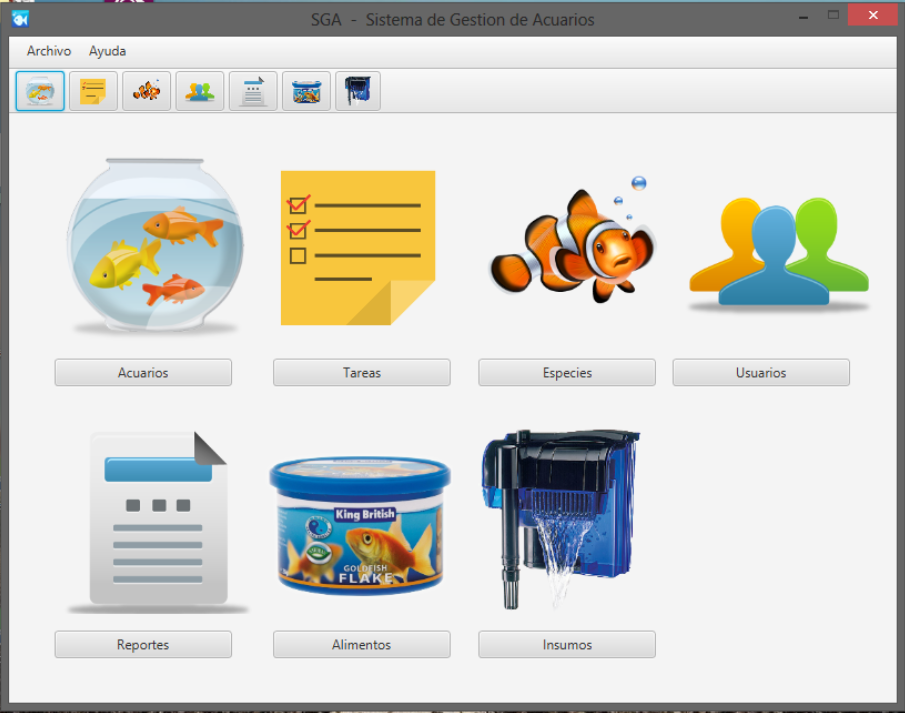 SGA - Sistema de Gestion de Acuarios
Archivo Ayuda
Acuarios
Tareas
Especies
Usuarios
King British
GOLDFISH
FLAKE
Reportes
Alimentos
Insumos